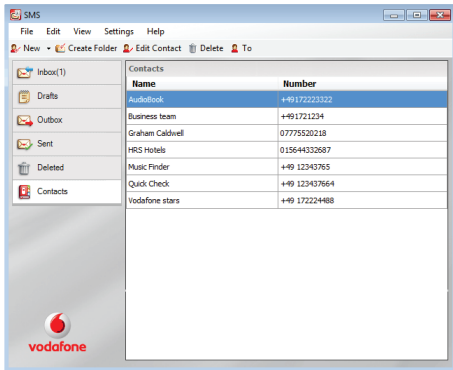 SMS
File Edit View Settings Help
New Create Folder Edit Contact Delete To
Inbox(1)
Drafts
Outbox
Sent
Deleted
Contacts
Contacts
Name Number
AudioBook +49172223322
Business team +491721234
Graham Caldwell 07775520218
HRS Hotels 015644332687
Music Finder +49 12343765
Quick Check +49 123437664
Vodafone stars +49 172224488
vodafone